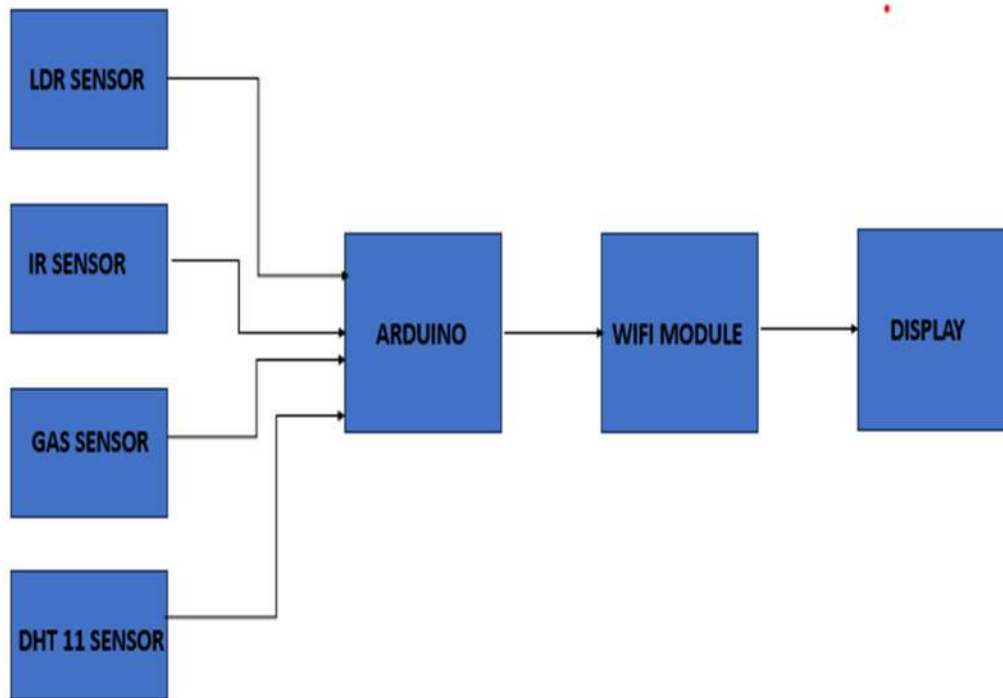 LDR SENSOR
IR SENSOR
GAS SENSOR
DHT 11 SENSOR
ARDUINO
WIFI MODULE
DISPLAY